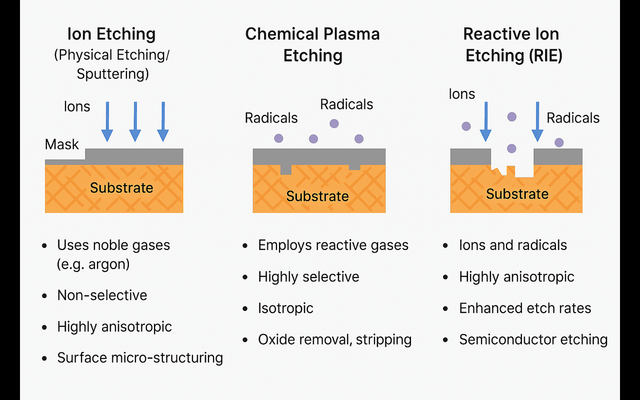 Ion Etching
(Physical Etching/
Sputtering)
Ions
Mask
Substrate
• Uses noble gases
(e.g. argon)
• Non-selective
• Highly anisotropic
• Surface micro-structuring
Chemical Plasma
Etching
Radicals
Radicals
Substrate
• Employs reactive gases
• Highly selective
• Isotropic
• Oxide removal, stripping
Reactive Ion
Etching (RIE)
Ions
Radicals
Substrate
• Ions and radicals
• Highly anisotropic
• Enhanced etch rates
• Semiconductor etching